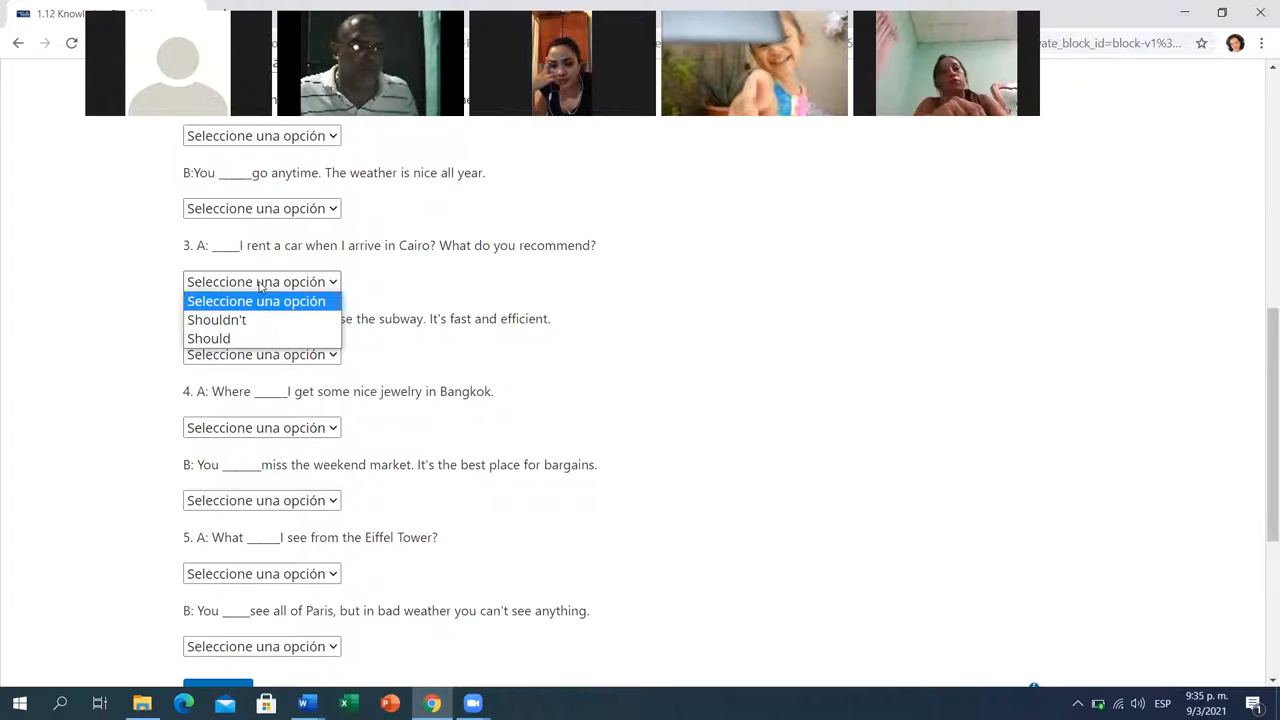 1.12 Knowle
vate_block_id=block-v1%3...
Seleccione una opción
B:You _____go anytime. The weather is nice all year.
Seleccione una opción
3. A: ____I rent a car when I arrive in Cairo? What do you recommend?
Seleccione una opción
Seleccione una opción
Shouldn't
se the subway. It's fast and efficient.
Should
Seleccione una opción
4. A: Where _____I get some nice jewelry in Bangkok.
Seleccione una opción
B: You ______miss the weekend market. It's the best place for bargains.
Seleccione una opción
5. A: What _____I see from the Eiffel Tower?
Seleccione una opción
B: You ____see all of Paris, but in bad weather you can't see anything.
Seleccione una opción
ESP
9:35 p. m.
9/3/2021